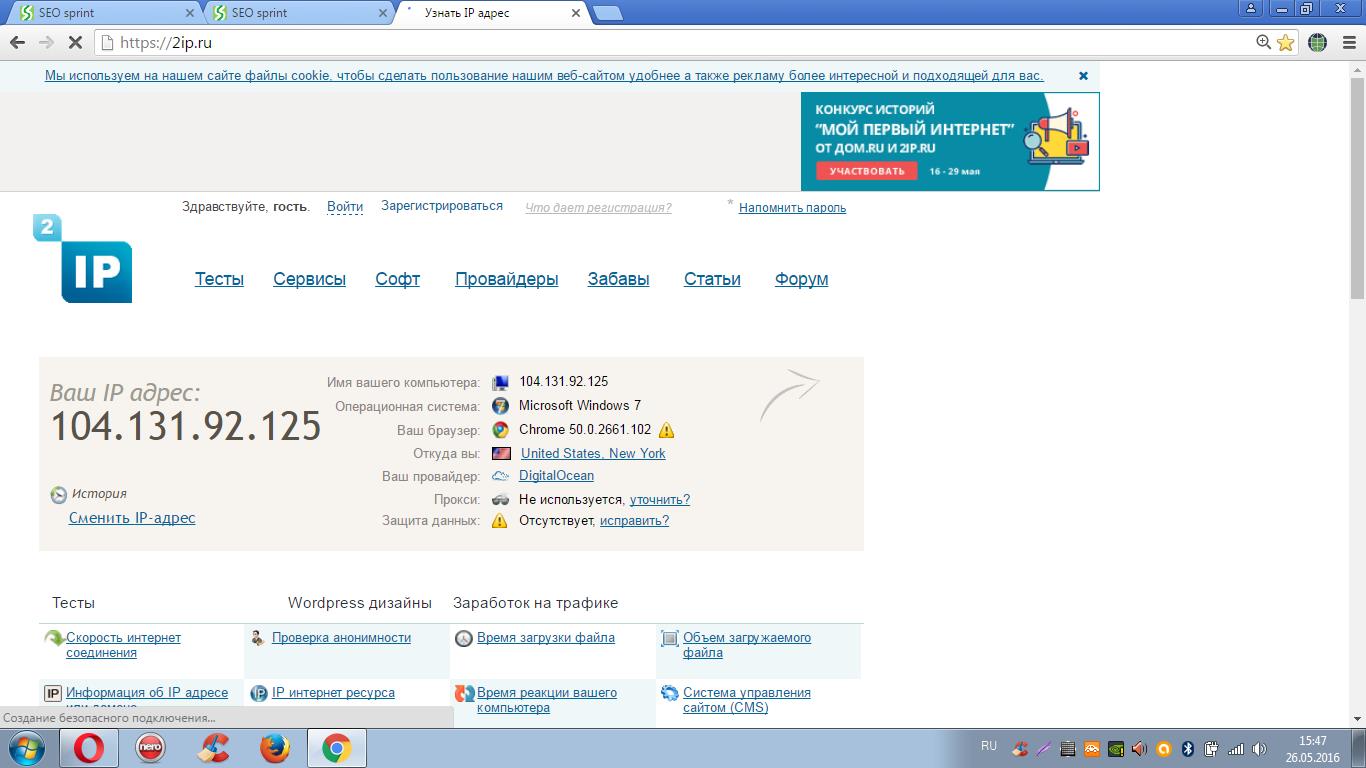 SEO sprint
SEO sprint
Узнать IP адрес
https://2ip.ru
Мы используем на нашем сайте файлы cookie, чтобы сделать пользование нашим веб-сайтом удобнее а также рекламу более интересной и подходящей для вас.
КОНКУРС ИСТОРИЙ
"МОЙ ПЕРВЫЙ ИНТЕРНЕТ"
ОТ ДОМ.RU И 2IP.RU
УЧАСТВОВАТЬ 16 - 29 мая
Здравствуйте, гость. Войти Зарегистрироваться Что дает регистрация? * Напомнить пароль
2
IP
Тесты Сервисы Софт Провайдеры Забавы Статьи Форум
Ваш IP адрес:
104.131.92.125
История
Сменить IP-адрес
Имя вашего компьютера: 104.131.92.125
Операционная система: Microsoft Windows 7
Ваш браузер: Chrome 50.0.2661.102
Откуда вы: United States, New York
Ваш провайдер: DigitalOcean
Прокси: Не используется, уточнить?
Защита данных: Отсутствует, исправить?
Тесты Wordpress дизайны Заработок на трафике
Скорость интернет
соединения
Проверка анонимности
Время загрузки файла
Объем загружаемого
файла
IP Информация об IP адресе
или домене
IP IP интернет ресурса
Время реакции вашего
компьютера
Система управления
сайтом (CMS)
Создание безопасного подключения...
nero
RU
15:47
26.05.2016